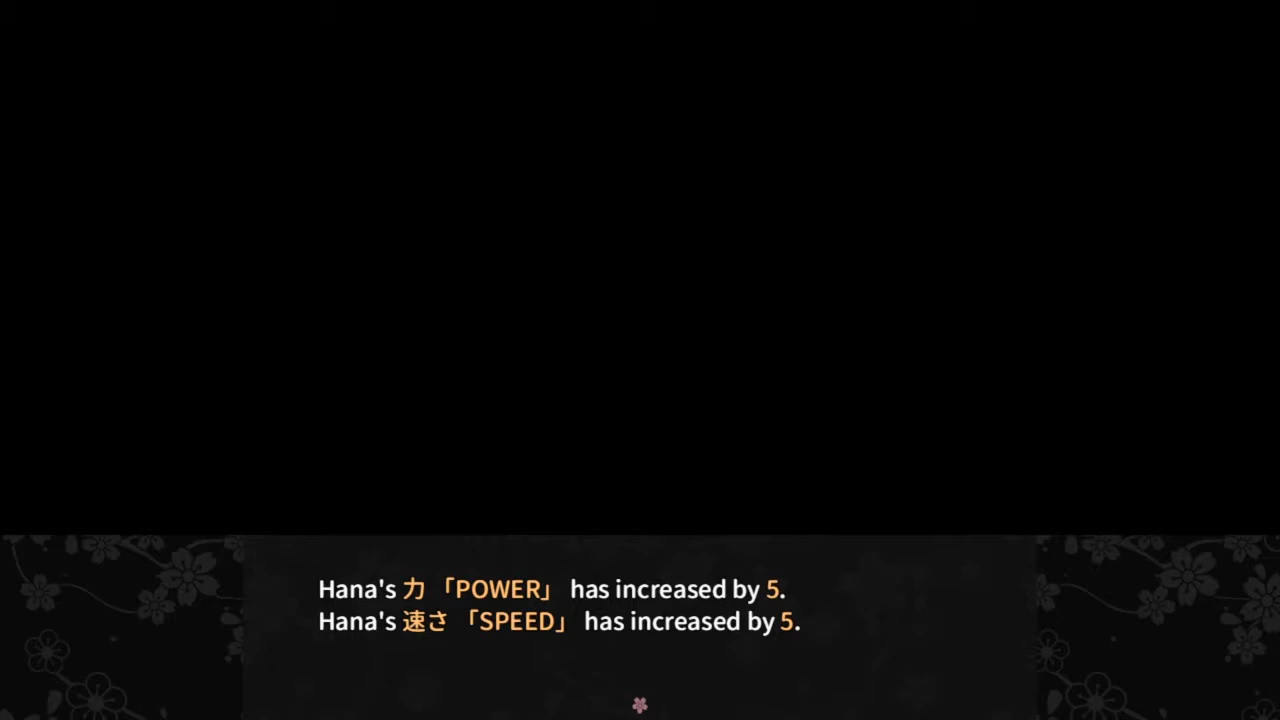 Hana's 力 「POWER」 has increased by 5.
Hana's 速さ 「SPEED」 has increased by 5.